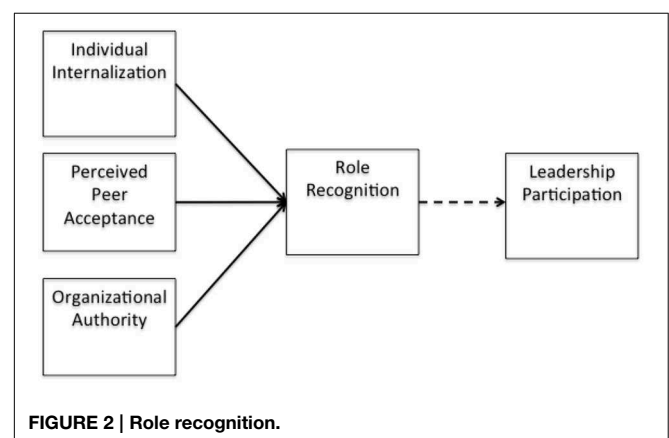 Individual
Internalization
Perceived
Peer
Acceptance
Organizational
Authority
Role
Recognition
Leadership
Participation
FIGURE 2 | Role recognition.